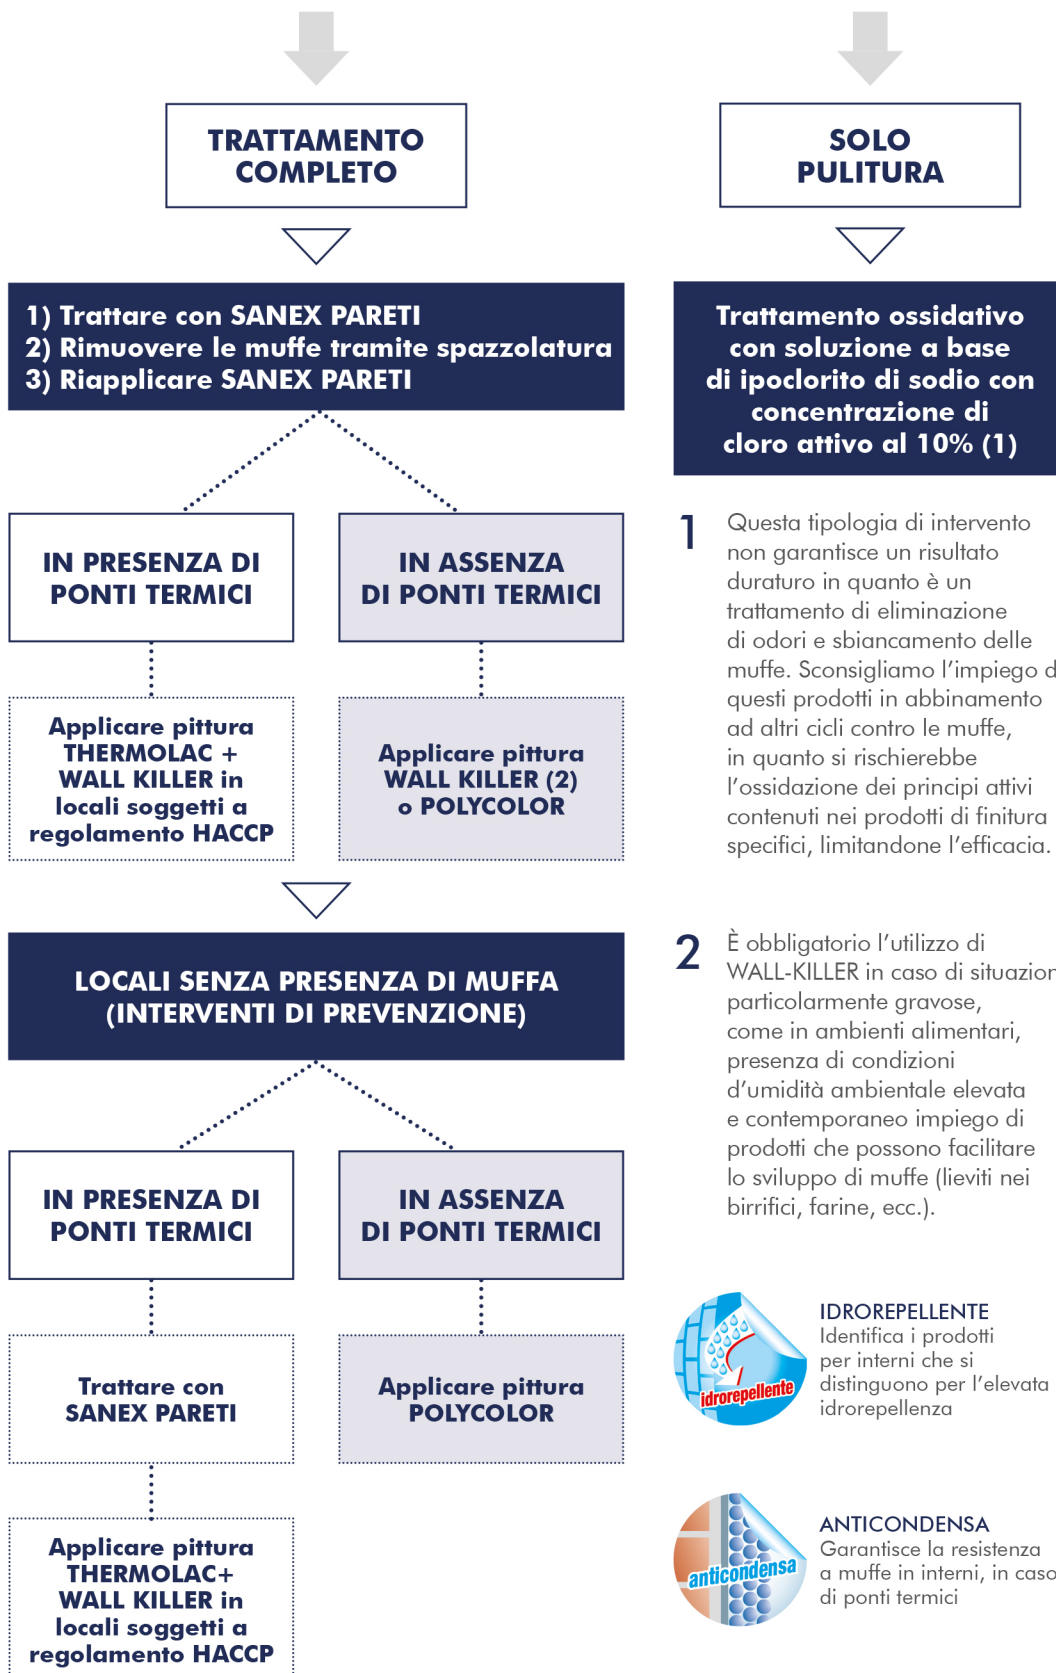 TRATTAMENTO
COMPLETO
1) Trattare con SANEX PARETI
2) Rimuovere le muffe tramite spazzolatura
3) Riapplicare SANEX PARETI
IN PRESENZA DI
PONTI TERMICI
IN ASSENZA
DI PONTI TERMICI
Applicare pittura
THERMOLAC +
WALL KILLER in
locali soggetti a
regolamento HACCP
Applicare pittura
WALL KILLER (2)
o POLYCOLOR
LOCALI SENZA PRESENZA DI MUFFA
(INTERVENTI DI PREVENZIONE)
IN PRESENZA DI
PONTI TERMICI
IN ASSENZA
DI PONTI TERMICI
Trattare con
SANEX PARETI
Applicare pittura
POLYCOLOR
Applicare pittura
THERMOLAC+
WALL KILLER in
locali soggetti a
regolamento HACCP
SOLO
PULITURA
Trattamento ossidativo
con soluzione a base
di ipoclorito di sodio con
concentrazione di
cloro attivo al 10% (1)
1
Questa tipologia di intervento
non garantisce un risultato
duraturo in quanto è un
trattamento di eliminazione
di odori e sbiancamento delle
muffe. Sconsigliamo l'impiego d
questi prodotti in abbinamento
ad altri cicli contro le muffe,
in quanto si rischierebbe
l'ossidazione dei principi attivi
contenuti nei prodotti di finitura
specifici, limitandone l'efficacia.
2
È obbligatorio l'utilizzo di
WALL-KILLER in caso di situazion
particolarmente gravose,
come in ambienti alimentari,
presenza di condizioni
d'umidità ambientale elevata
e contemporaneo impiego di
prodotti che possono facilitare
lo sviluppo di muffe (lieviti nei
birrifici, farine, ecc.).
idrorepellente
IDROREPELLENTE
Identifica i prodotti
per interni che si
distinguono per l'elevata
idrorepellenza
anticondensa
ANTICONDENSA
Garantisce la resistenza
a muffe in interni, in caso
di ponti termici